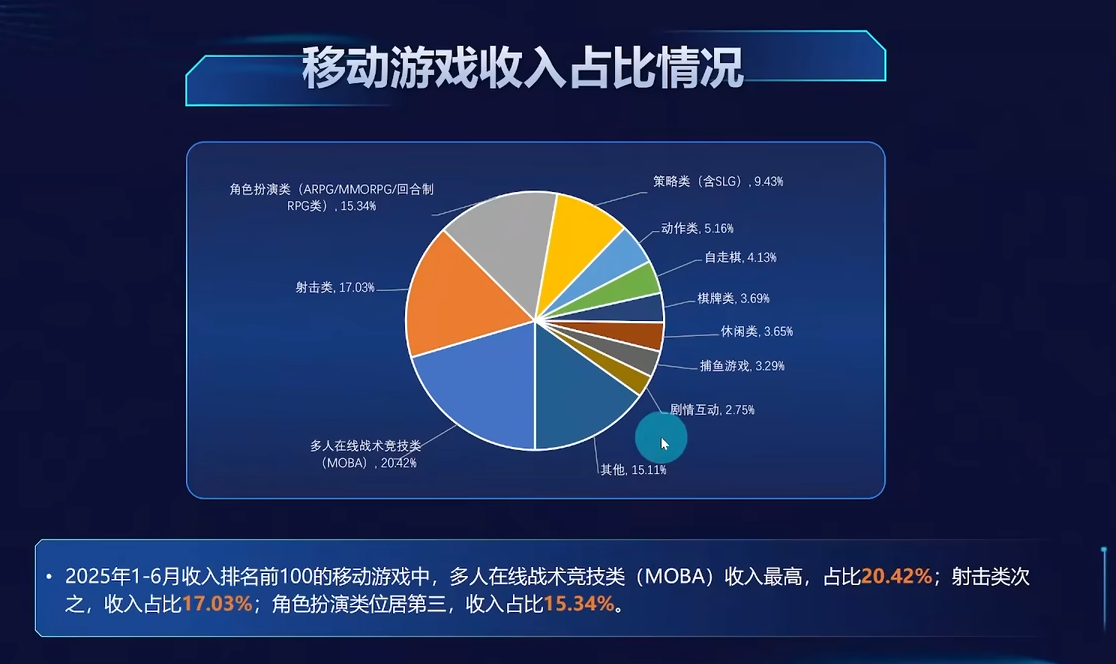 移动游戏收入占比情况
角色扮演类（ARPG/MMORPG/回合制
RPG类）, 15.34%
策略类（含SLG）, 9.43%
动作类, 5.16%
自走棋, 4.13%
射击类, 17.03%
棋牌类, 3.69%
休闲类, 3.65%
捕鱼游戏, 3.29%
剧情互动, 2.75%
多人在线战术竞技类
（MOBA）, 20.42%
其他, 15.11%
• 2025年1-6月收入排名前100的移动游戏中，多人在线战术竞技类（MOBA）收入最高，占比20.42%；射击类次
之，收入占比17.03%；角色扮演类位居第三，收入占比15.34%。